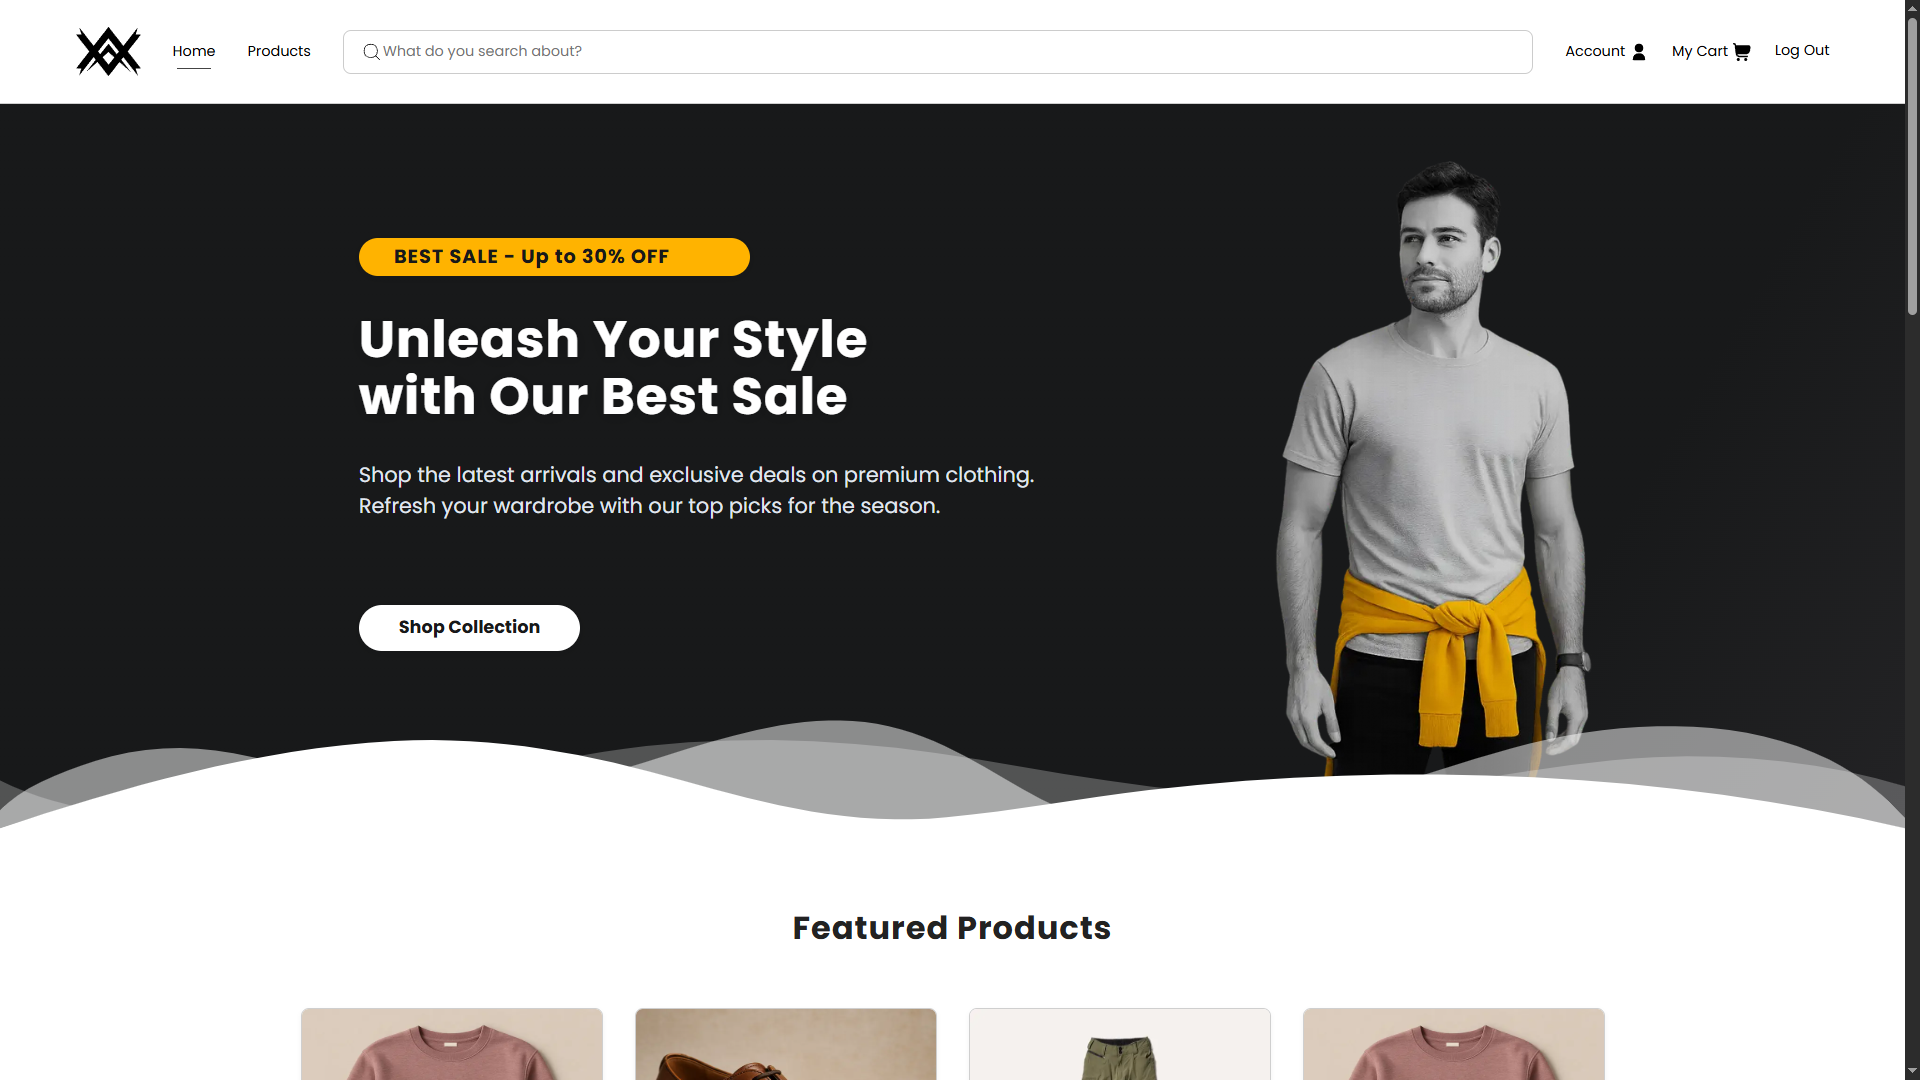 Home
Products
What do you search about?
Account
My Cart
Log Out
BEST SALE - Up to 30% OFF
Unleash Your Style
with Our Best Sale
Shop the latest arrivals and exclusive deals on premium clothing.
Refresh your wardrobe with our top picks for the season.
Shop Collection
Featured Products